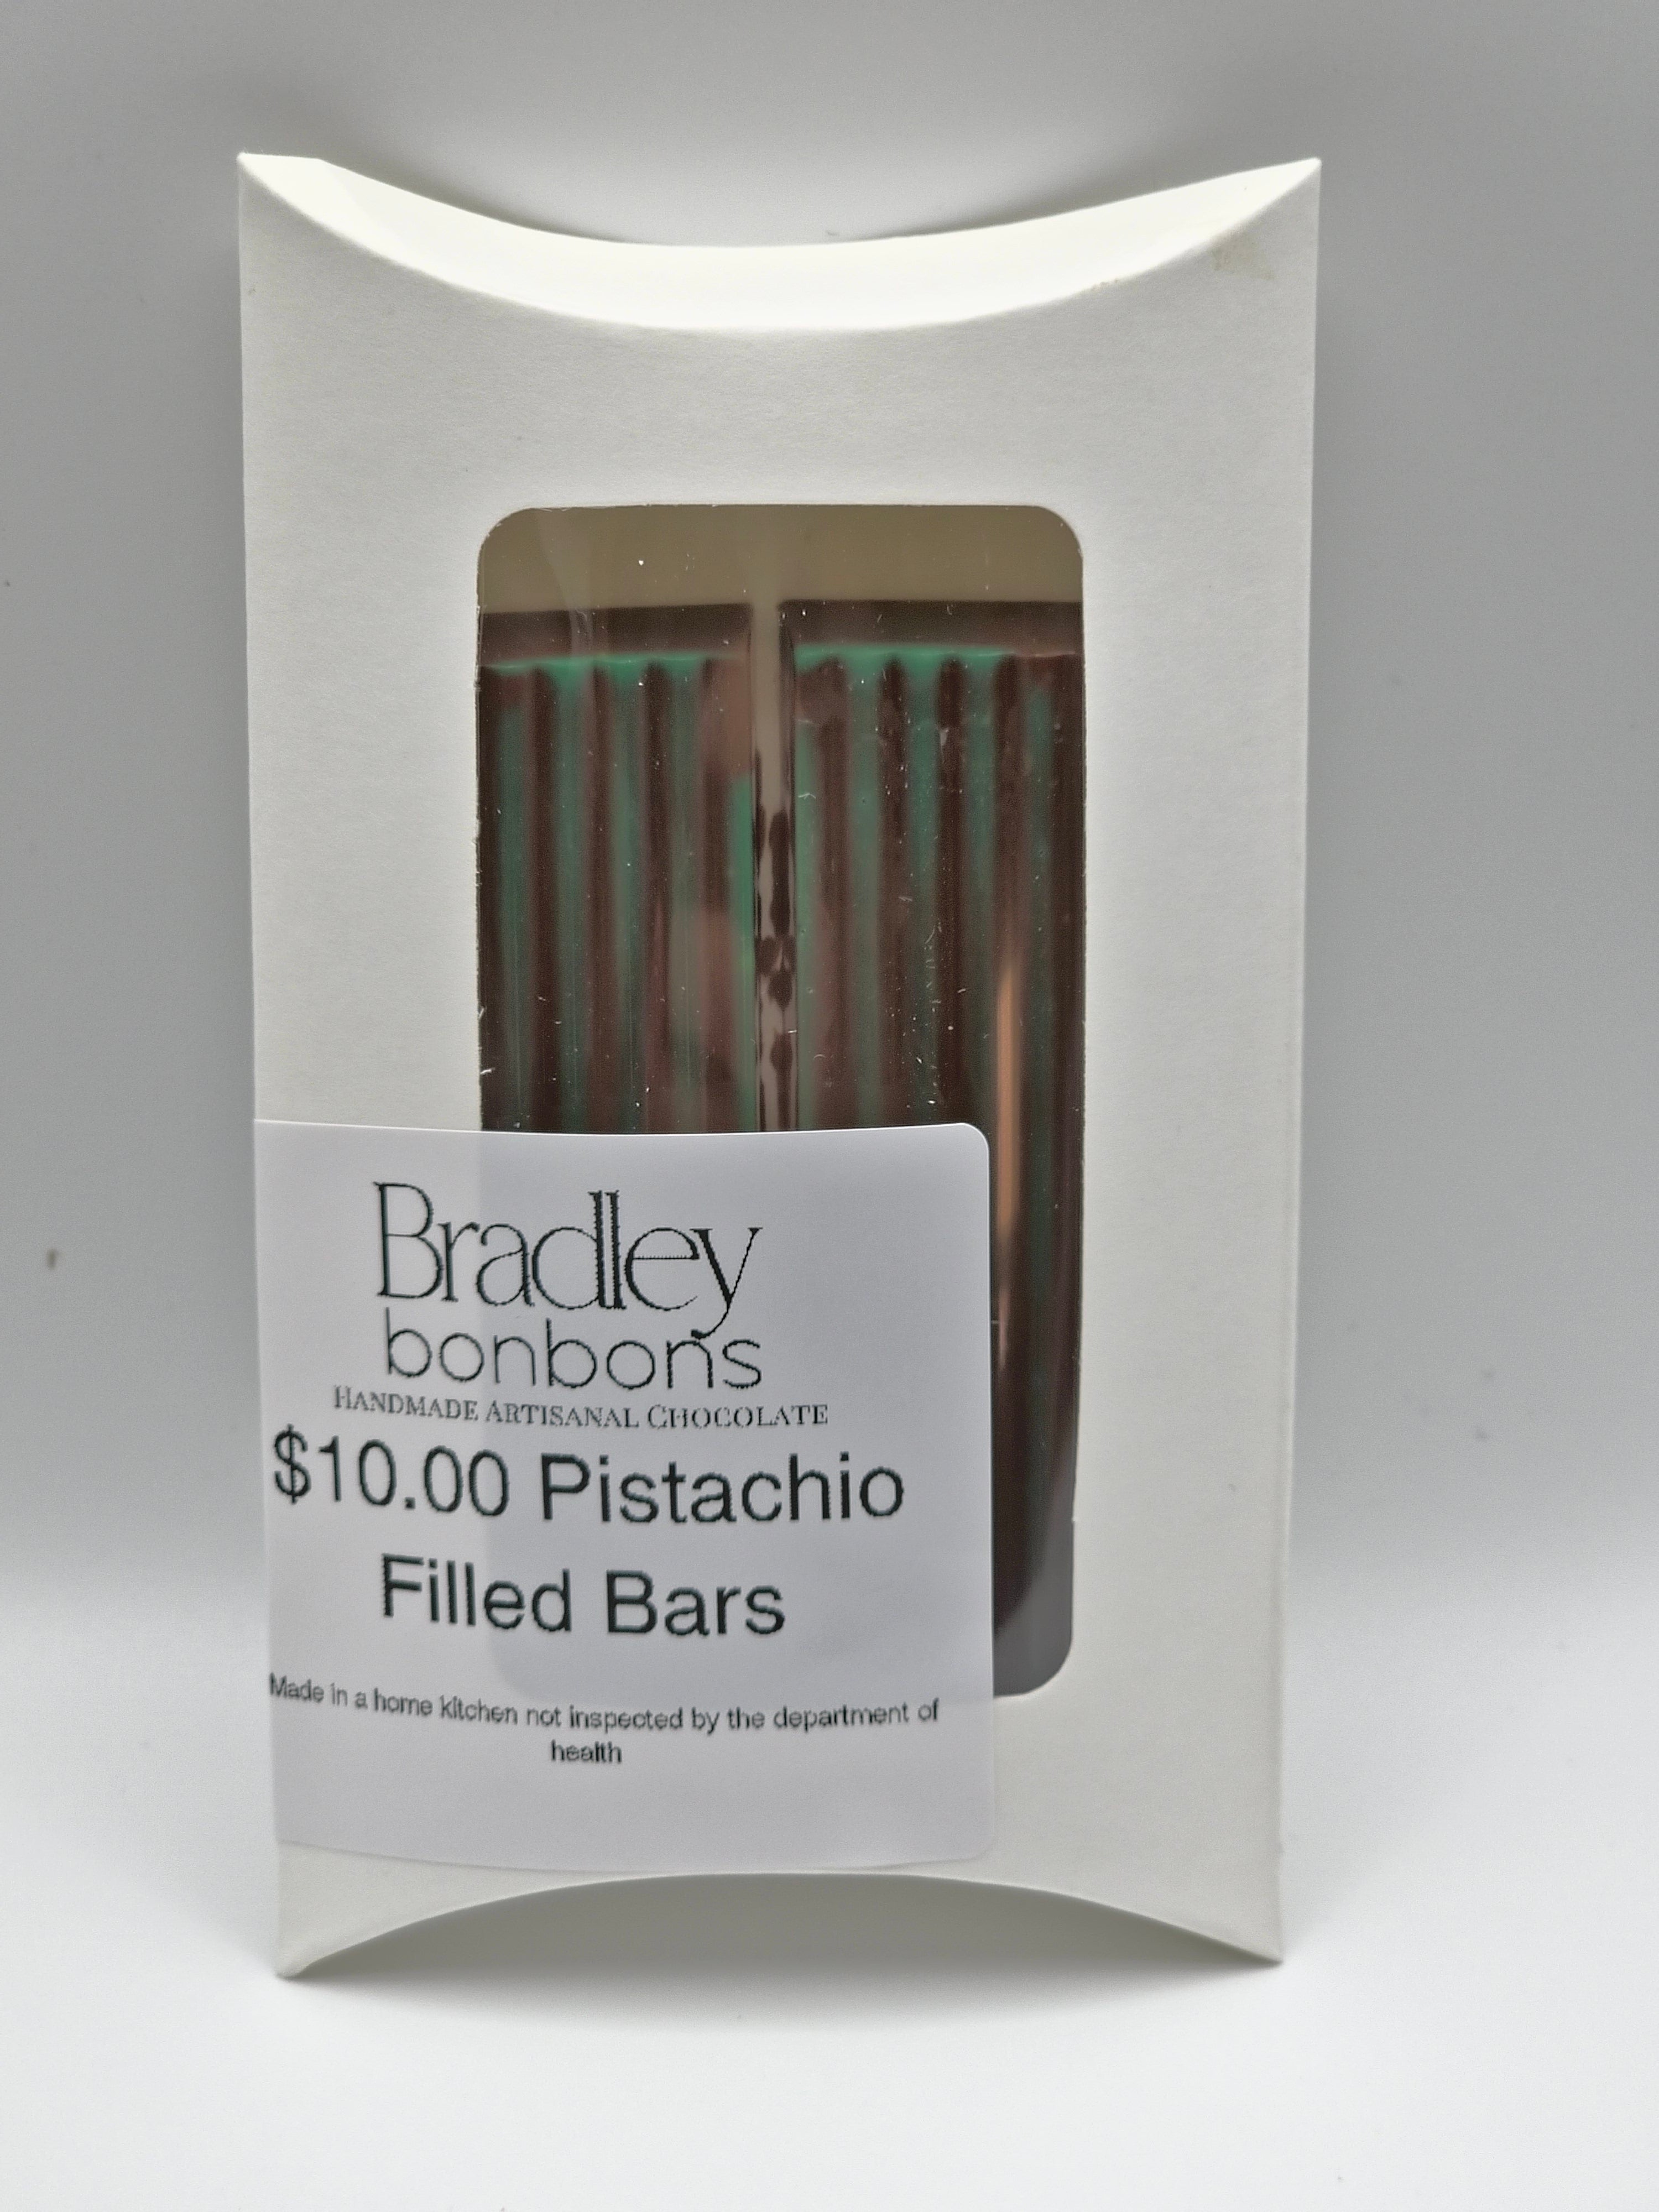 Bradley
bonbons
Handmade Artisanal Chocolate
$10.00 Pistachio
Filled Bars
Made in a home kitchen not inspected by the department of
health